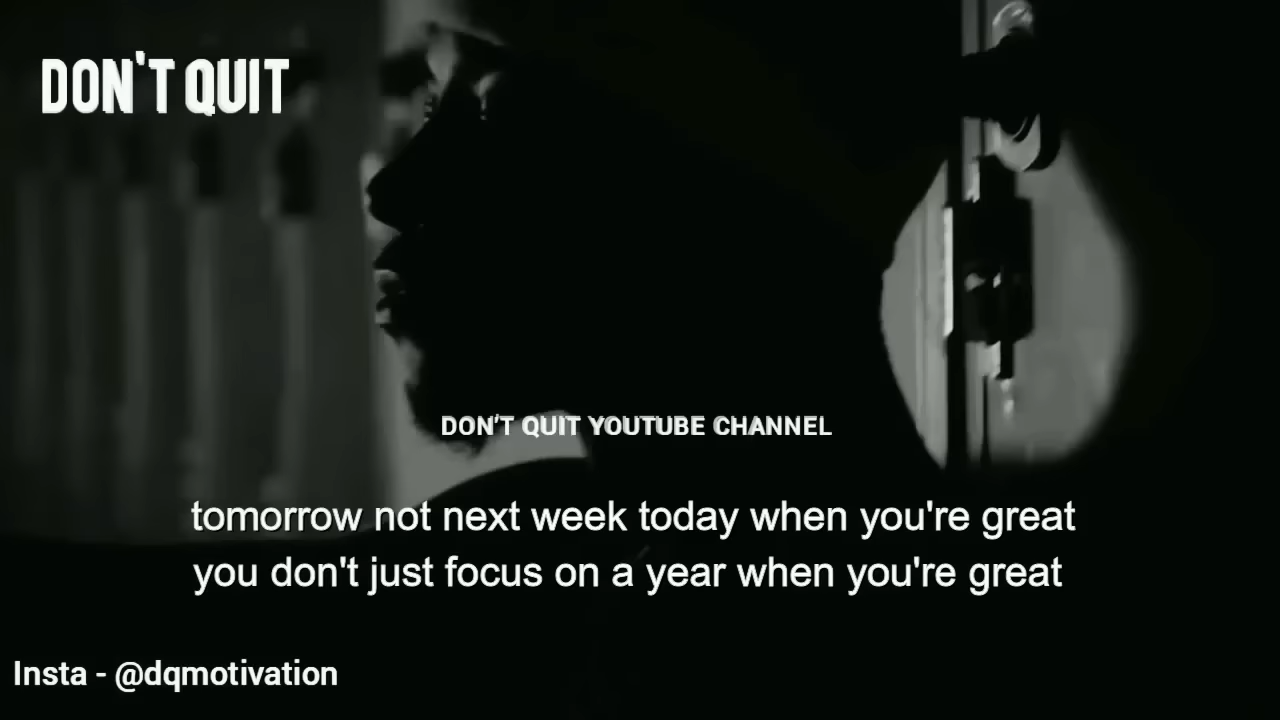 DON'T QUIT
DON'T QUIT YOUTUBE CHANNEL
tomorrow not next week today when you're great
you don't just focus on a year when you're great
Insta - @dqmotivation